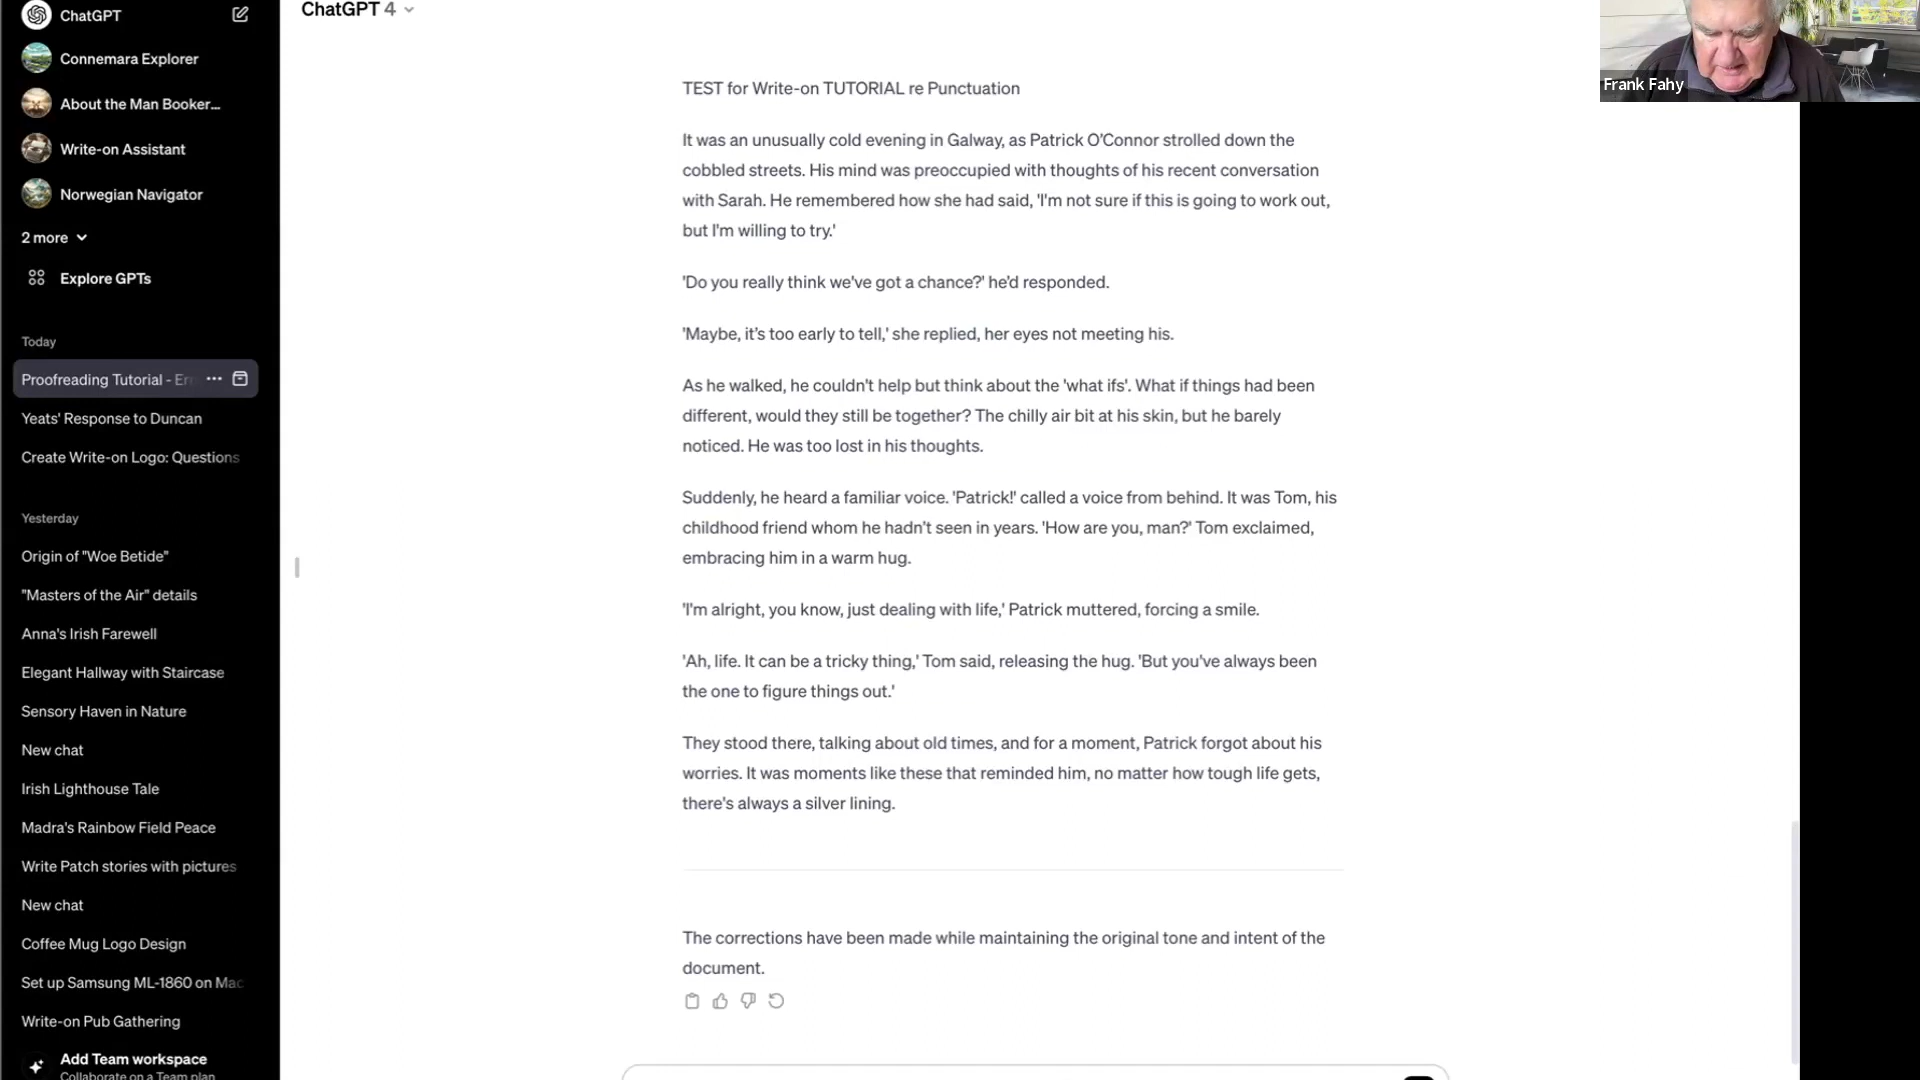 ChatGPT
Connemara Explorer
About the Man Booker...
Write-on Assistant
Norwegian Navigator
2 more
Explore GPTs
Today
Proofreading Tutorial - Er
Yeats' Response to Duncan
Create Write-on Logo: Questions
Yesterday
Origin of "Woe Betide"
"Masters of the Air" details
Anna's Irish Farewell
Elegant Hallway with Staircase
Sensory Haven in Nature
New chat
Irish Lighthouse Tale
Madra's Rainbow Field Peace
Write Patch stories with pictures
New chat
Coffee Mug Logo Design
Set up Samsung ML-1860 on Mac
Write-on Pub Gathering
Add Team workspace
Collaborate on a Team plan
ChatGPT 4
TEST for Write-on TUTORIAL re Punctuation
It was an unusually cold evening in Galway, as Patrick O’Connor strolled down the
cobbled streets. His mind was preoccupied with thoughts of his recent conversation
with Sarah. He remembered how she had said, 'I'm not sure if this is going to work out,
but I'm willing to try.'
'Do you really think we've got a chance?' he’d responded.
'Maybe, it’s too early to tell,' she replied, her eyes not meeting his.
As he walked, he couldn't help but think about the 'what ifs'. What if things had been
different, would they still be together? The chilly air bit at his skin, but he barely
noticed. He was too lost in his thoughts.
Suddenly, he heard a familiar voice. 'Patrick!' called a voice from behind. It was Tom, his
childhood friend whom he hadn't seen in years. 'How are you, man?' Tom exclaimed,
embracing him in a warm hug.
'I'm alright, you know, just dealing with life,' Patrick muttered, forcing a smile.
'Ah, life. It can be a tricky thing,' Tom said, releasing the hug. 'But you've always been
the one to figure things out.'
They stood there, talking about old times, and for a moment, Patrick forgot about his
worries. It was moments like these that reminded him, no matter how tough life gets,
there's always a silver lining.
The corrections have been made while maintaining the original tone and intent of the
document.
Frank Fahy